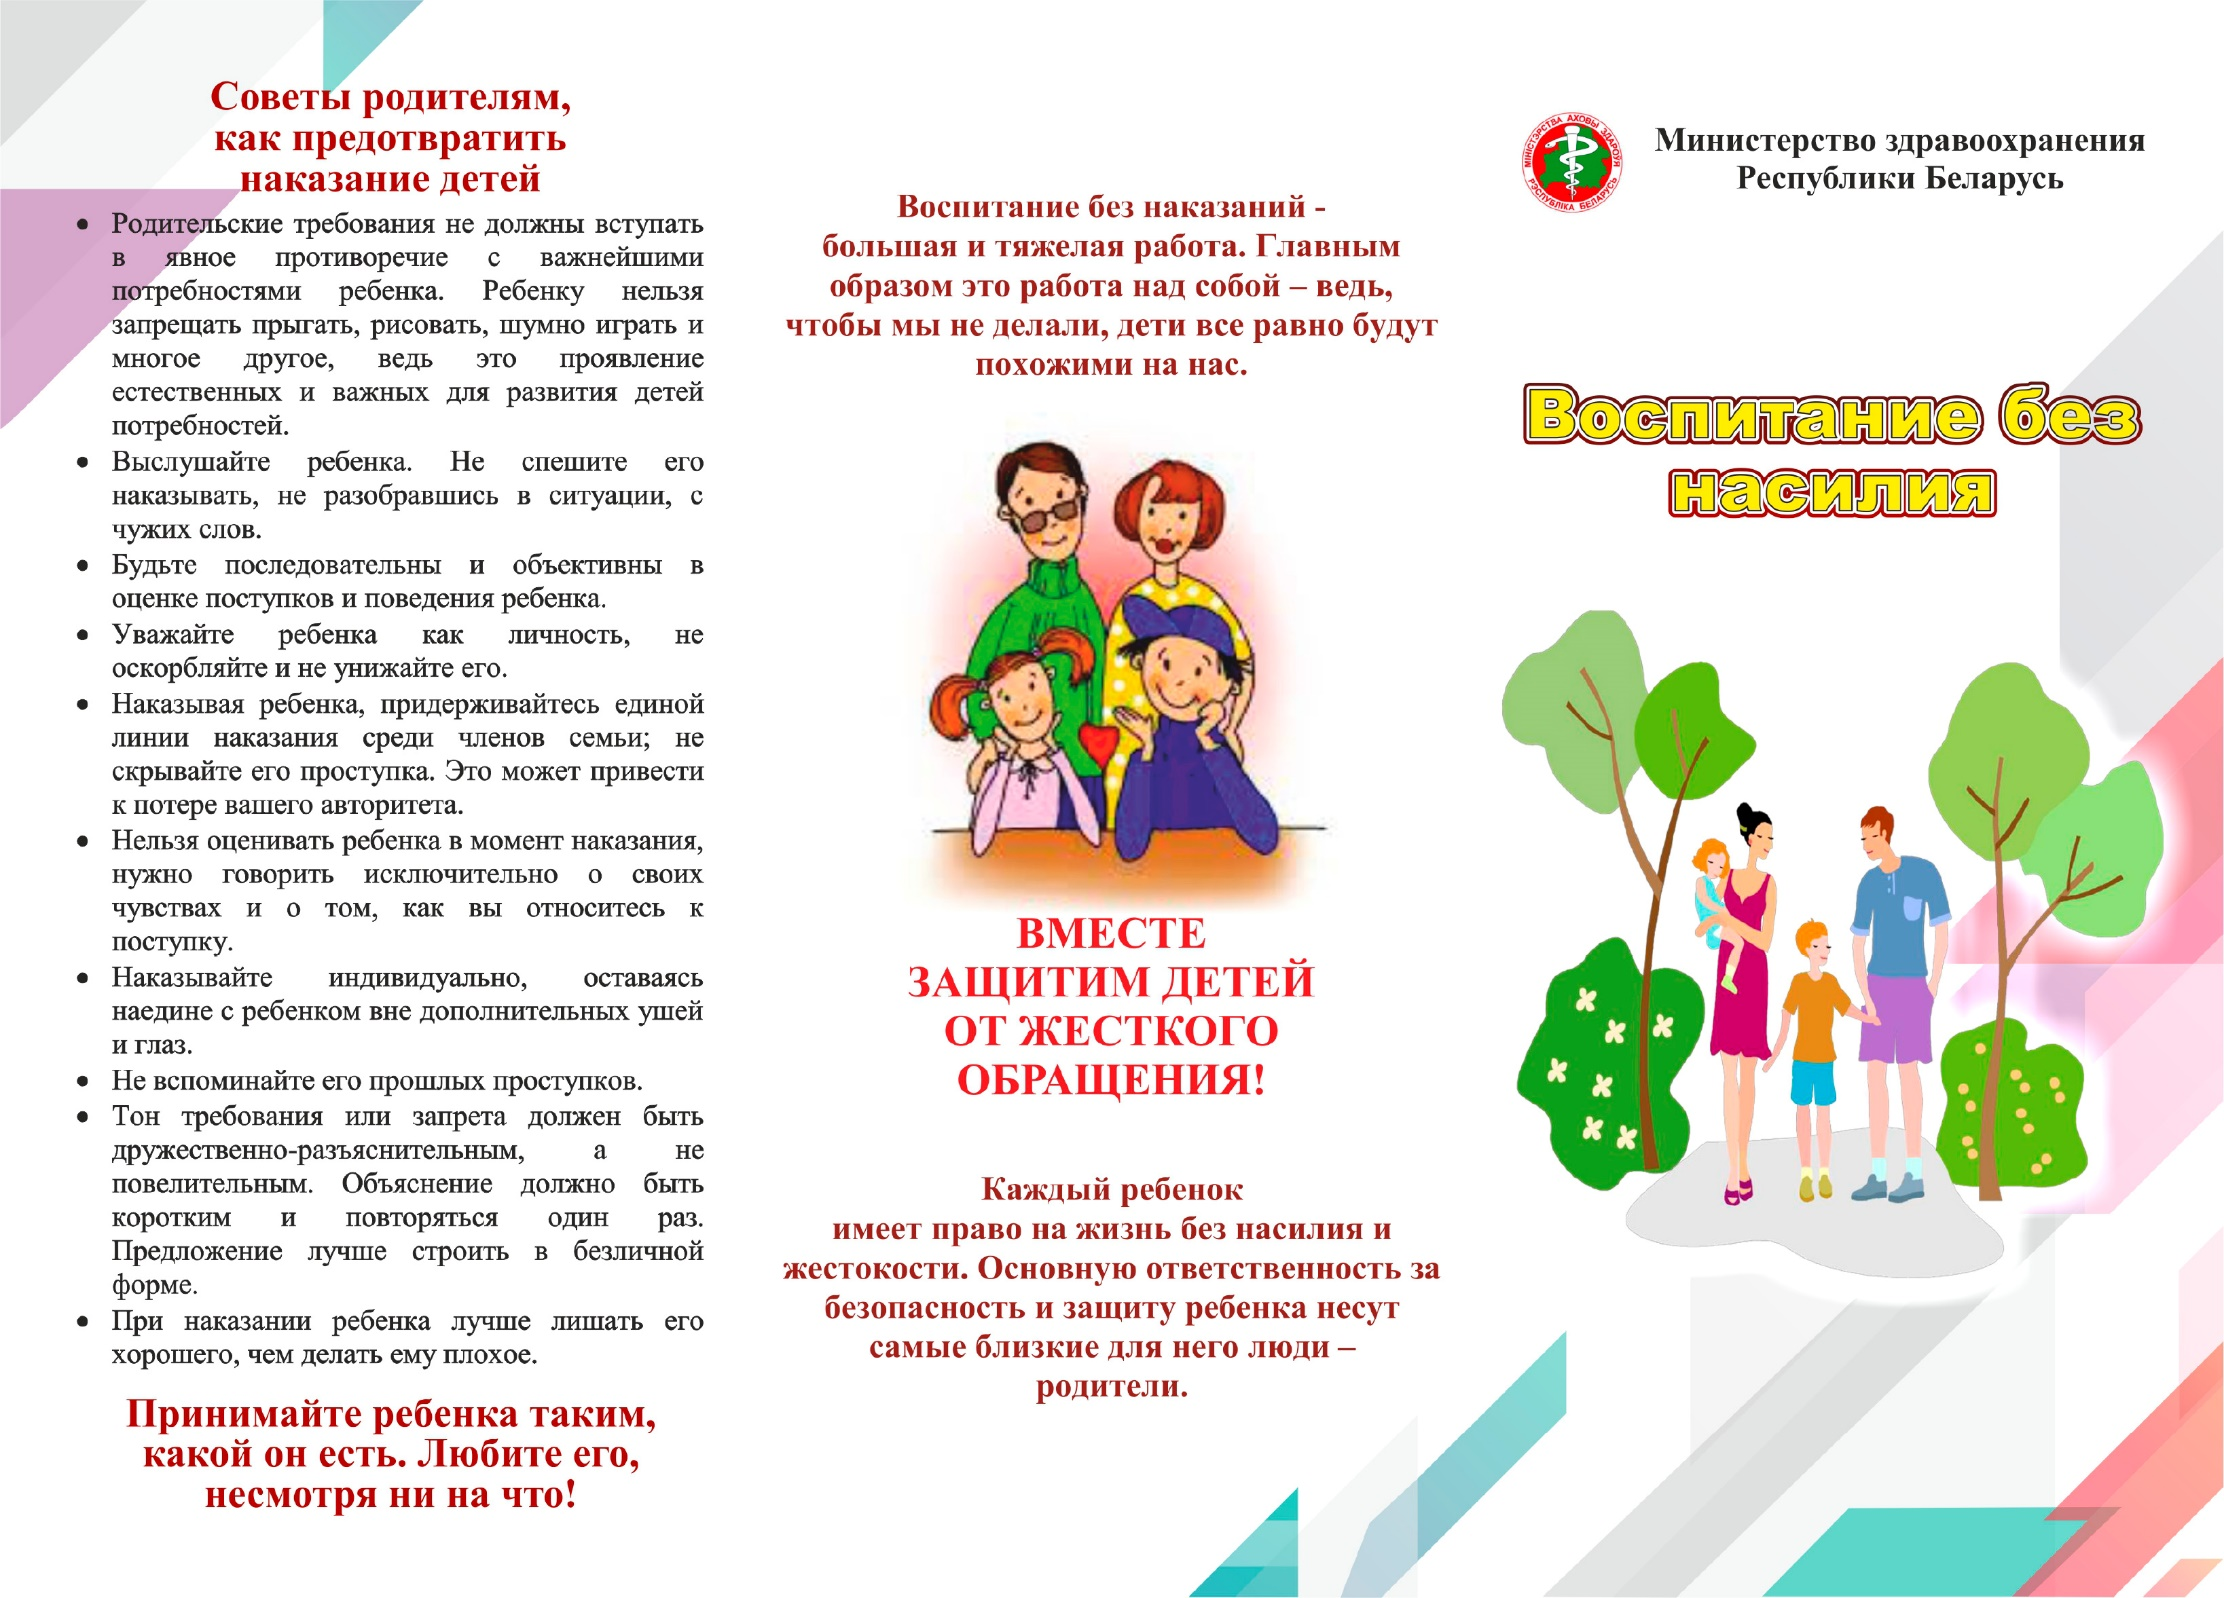 Советы родителям,
как предотвратить
наказание детей
• Родительские требования не должны вступать
в явное противоречие с важнейшими
потребностями ребенка. Ребенку нельзя
запрещать прыгать, рисовать, шумно играть и
многое другое, ведь это проявление
естественных и важных для развития детей
потребностей.
• Выслушайте ребенка. Не спешите его
наказывать, не разобравшись в ситуации, с
чужих слов.
• Будьте последовательны и объективны в
оценке поступков и поведения ребенка.
• Уважайте ребенка как личность, не
оскорбляйте и не унижайте его.
• Наказывая ребенка, придерживайтесь единой
линии наказания среди членов семьи; не
скрывайте его проступка. Это может привести
к потере вашего авторитета.
• Нельзя оценивать ребенка в момент наказания,
нужно говорить исключительно о своих
чувствах и о том, как вы относитесь к
поступку.
• Наказывайте индивидуально, оставаясь
наедине с ребенком вне дополнительных ушей
и глаз.
• Не вспоминайте его прошлых проступков.
• Тон требования или запрета должен быть
дружественно-разъяснительным, а не
повелительным. Объяснение должно быть
коротким и повторяться один раз.
Предложение лучше строить в безличной
форме.
• При наказании ребенка лучше лишать его
хорошего, чем делать ему плохое.
Принимайте ребенка таким,
какой он есть. Любите его,
несмотря ни на что!
Воспитание без наказаний -
большая и тяжелая работа. Главным
образом это работа над собой – ведь,
чтобы мы не делали, дети все равно будут
похожими на нас.
ВМЕСТЕ
ЗАЩИТИМ ДЕТЕЙ
ОТ ЖЕСТКОГО
ОБРАЩЕНИЯ!
Каждый ребенок
имеет право на жизнь без насилия и
жестокости. Основную ответственность за
безопасность и защиту ребенка несут
самые близкие для него люди –
родители.
МІНІСТЭРСТВА АХОВЫ ЗДАРОЎЯ
РЭСПУБЛІКА БЕЛАРУСЬ
Министерство здравоохранения
Республики Беларусь
Воспитание без
насилия